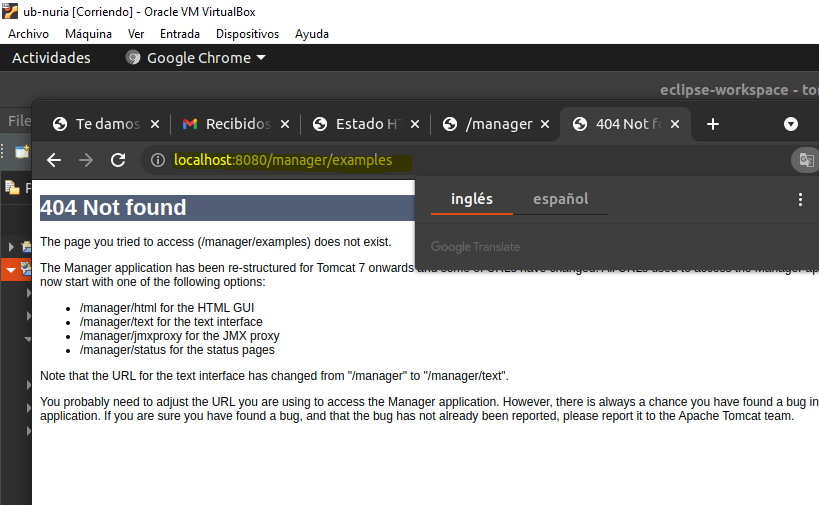 ub-nuria [Corriendo] - Oracle VM VirtualBox
Archivo Máquina Ver Entrada Dispositivos Ayuda
Actividades Google Chrome
eclipse-workspace - to
File
Te damos Recibidos Estado H /manager 404 Not f
localhost:8080/manager/examples
inglés español
Google Translate
404 Not found
The page you tried to access (/manager/examples) does not exist.
The Manager application has been re-structured for Tomcat 7 onwards and some of URLs have changed. All URLs used to access the Manager ap
now start with one of the following options:
• /manager/html for the HTML GUI
• /manager/text for the text interface
• /manager/jmxproxy for the JMX proxy
• /manager/status for the status pages
Note that the URL for the text interface has changed from "/manager" to "/manager/text".
You probably need to adjust the URL you are using to access the Manager application. However, there is always a chance you have found a bug in
application. If you are sure you have found a bug, and that the bug has not already been reported, please report it to the Apache Tomcat team.